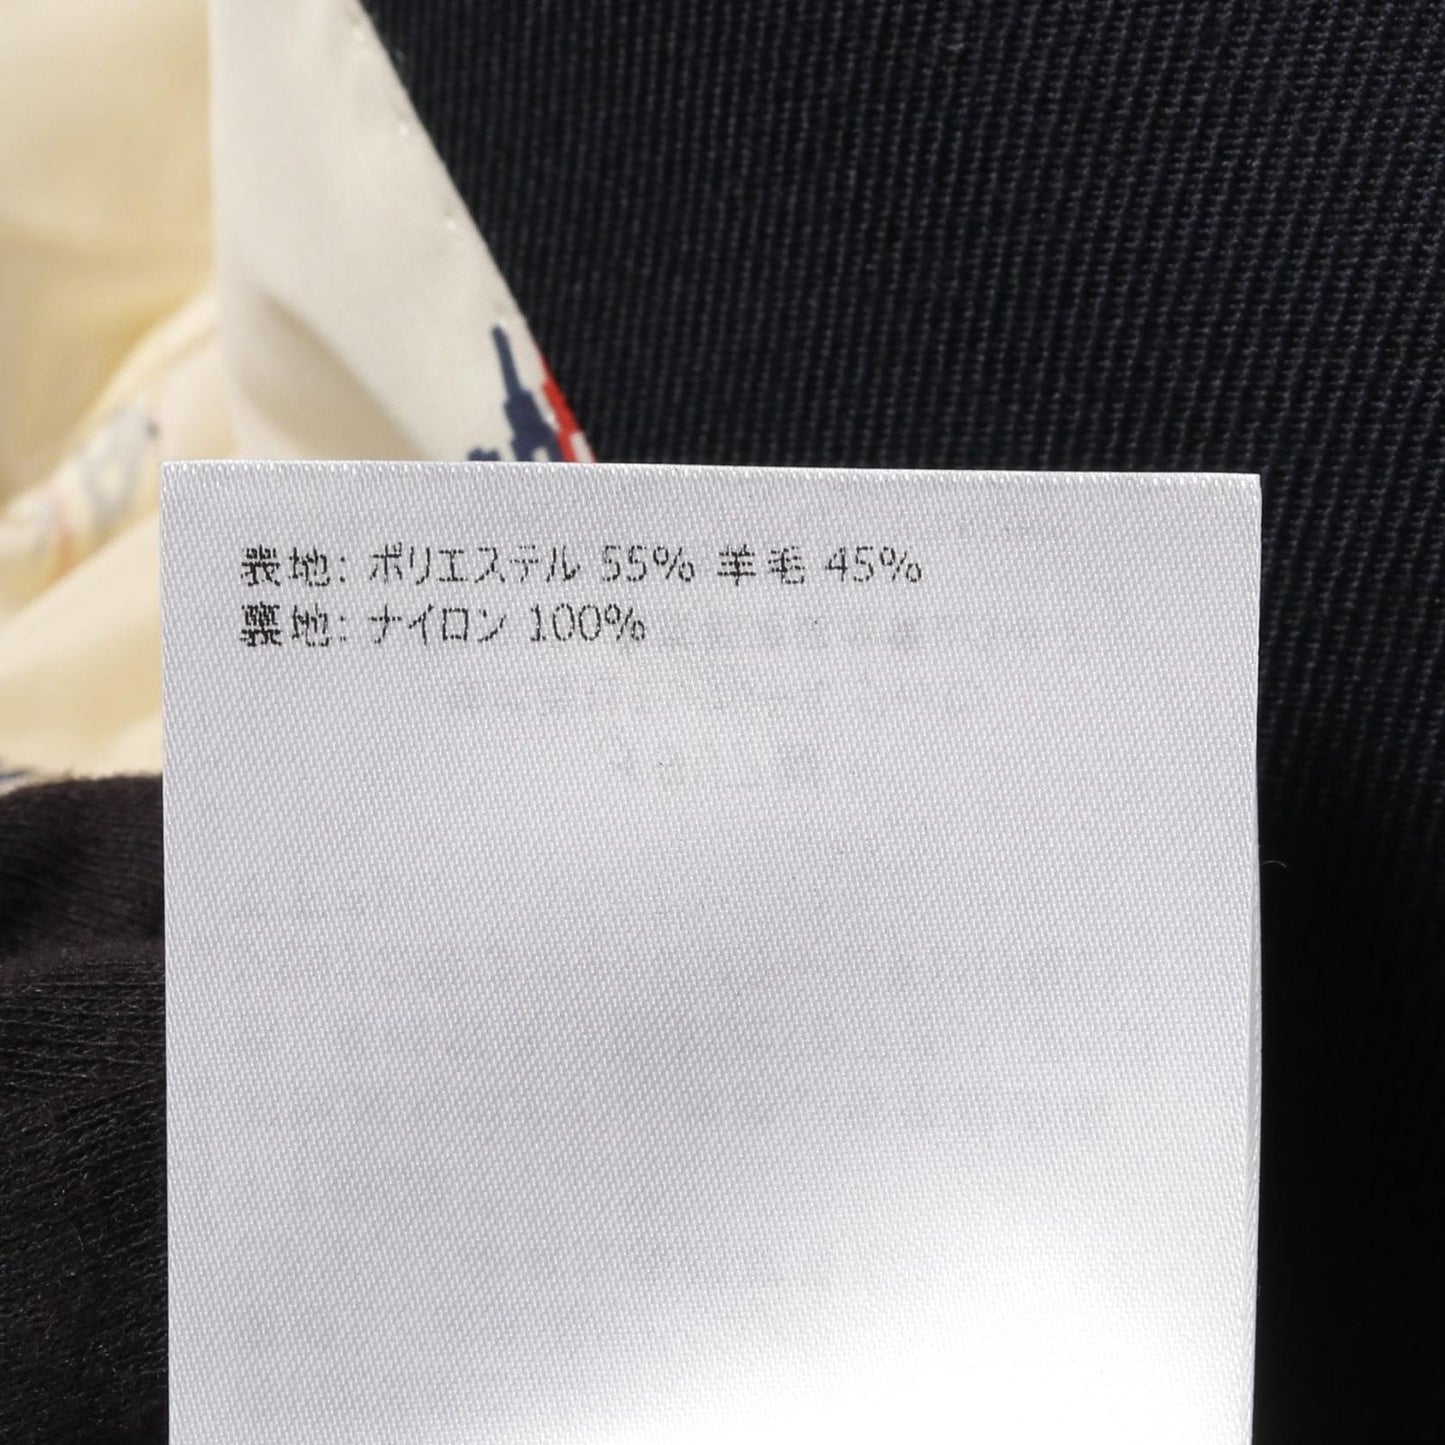 表地: ポリエステル 55% 羊毛 45%
裏地: ナイロン 100%